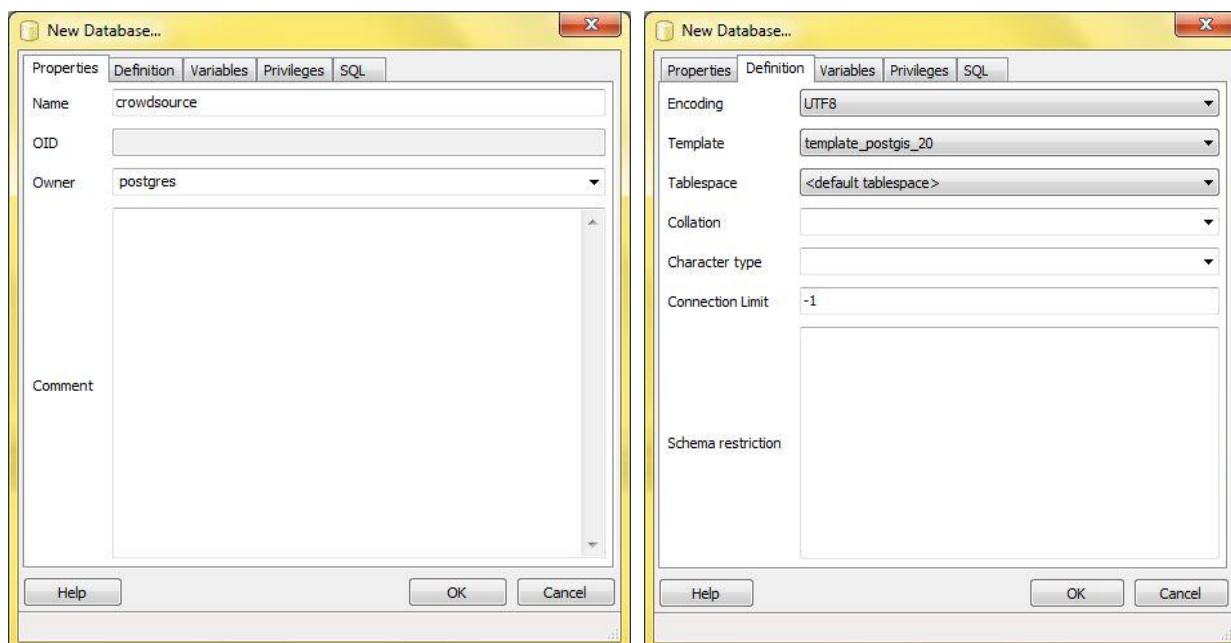 New Database...
Properties Definition Variables Privileges SQL
Name crowdsource
OID
Owner postgres
Comment
Help OK Cancel
New Database...
Properties Definition Variables Privileges SQL
Encoding UTF8
Template template_postgis_20
Tablespace <default tablespace>
Collation
Character type
Connection Limit -1
Schema restriction
Help OK Cancel